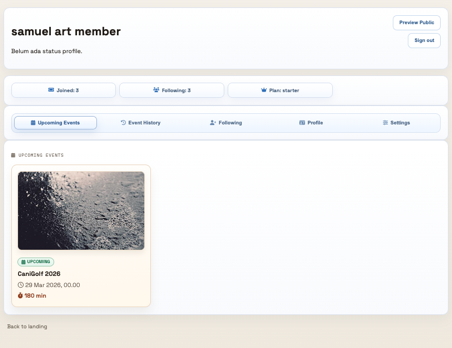 samuel art member
Belum ada status profile.
Preview Public
Sign out
Joined: 3
Following: 3
Plan: starter
Upcoming Events
Event History
Following
Profile
Settings
UPCOMING EVENTS
UPCOMING
CaniGolf 2026
29 Mar 2026, 00.00
180 min
Back to landing